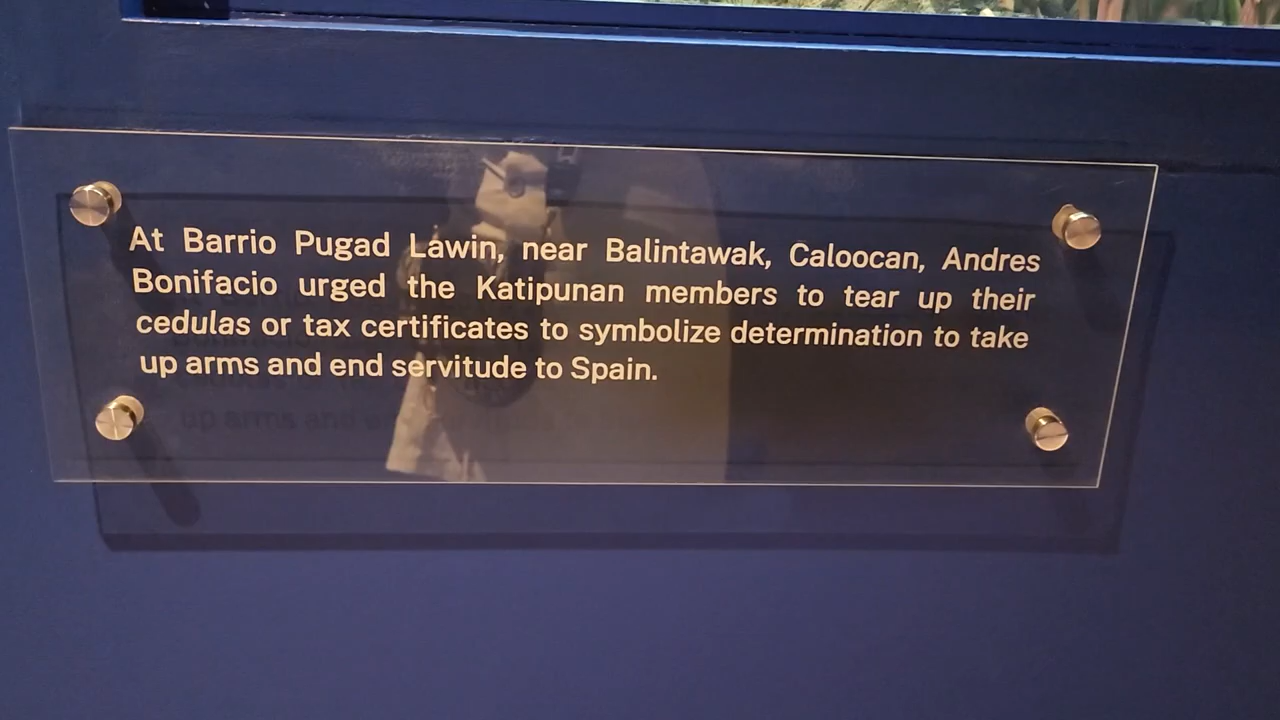 At Barrio Pugad Lawin, near Balintawak, Caloocan, Andres
Bonifacio urged the Katipunan members to tear up their
cedulas or tax certificates to symbolize determination to take
up arms and end servitude to Spain.